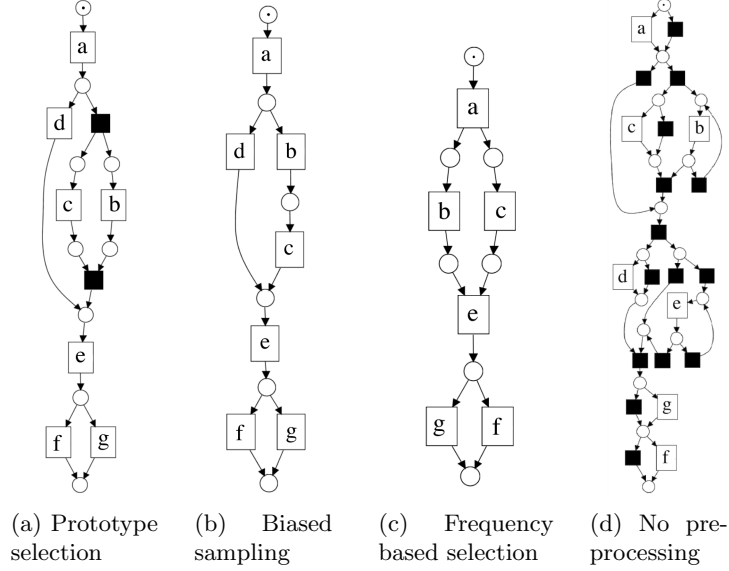 a
d
c
b
e
f
g
a
d
b
c
e
f
g
a
b
c
e
g
f
a
c
b
d
e
g
f
(a) Prototype
selection
(b) Biased
sampling
(c) Frequency
based selection
(d) No pre-
processing